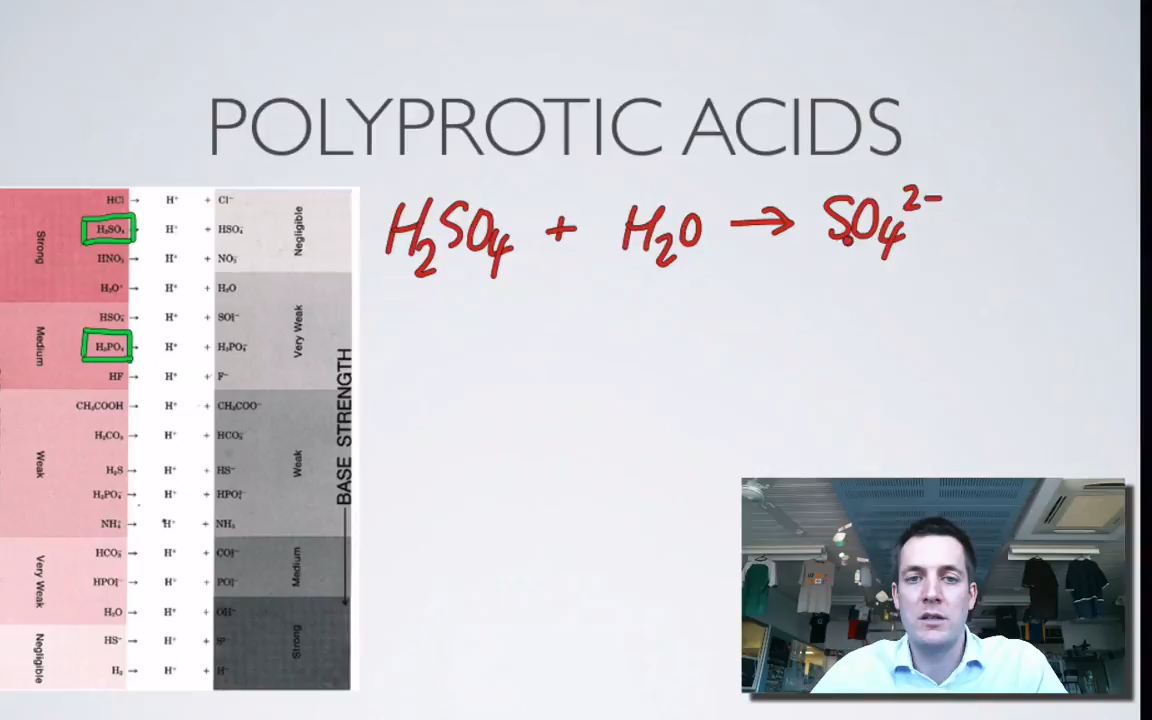 POLYPROTIC ACIDS
H₂SO₄ + H₂O → SO₄²⁻
HCl → H⁺ + Cl⁻
H₂SO₄ → H⁺ + HSO₄⁻
HNO₃ → H⁺ + NO₃⁻
H₃O⁺ → H⁺ + H₂O
HSO₄⁻ → H⁺ + SO₄²⁻
H₃PO₄ → H⁺ + H₂PO₄⁻
HF → H⁺ + F⁻
CH₃COOH → H⁺ + CH₃COO⁻
H₂CO₃ → H⁺ + HCO₃⁻
H₂S → H⁺ + HS⁻
H₂PO₄⁻ → H⁺ + HPO₄²⁻
NH₄⁺ → H⁺ + NH₃
HCO₃⁻ → H⁺ + CO₃²⁻
HPO₄²⁻ → H⁺ + PO₄³⁻
H₂O → H⁺ + OH⁻
HS⁻ → H⁺ + S²⁻
H₂ → H⁺ + H⁻
Strong
Medium
Weak
Very Weak
Negligible
Negligible
Very Weak
Weak
Medium
Strong
BASE STRENGTH